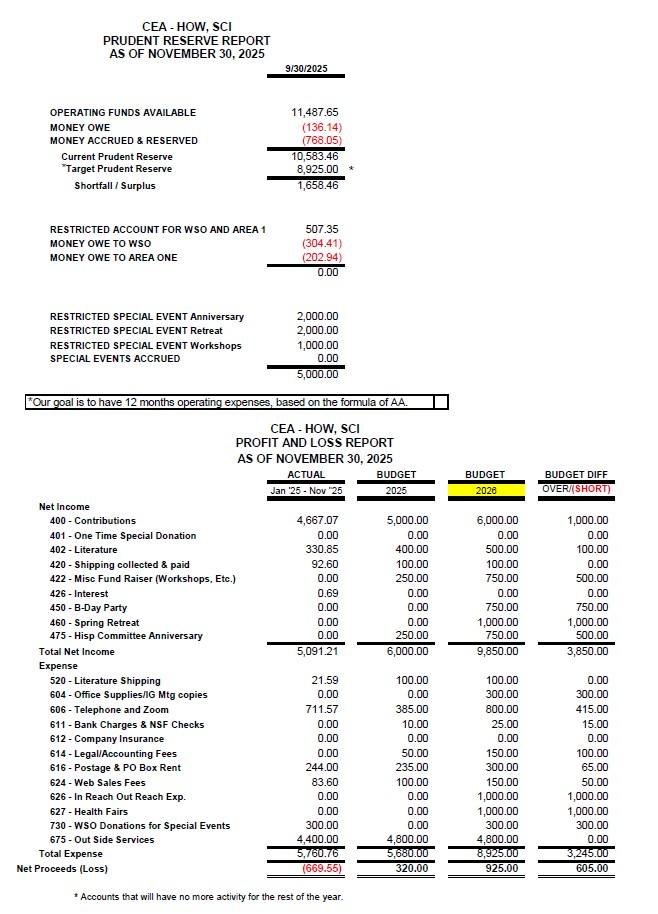 CEA - HOW, SCI
PRUDENT RESERVE REPORT
AS OF NOVEMBER 30, 2025
9/30/2025
OPERATING FUNDS AVAILABLE 11,487.65
MONEY OWE (136.14)
MONEY ACCRUED & RESERVED (768.05)
Current Prudent Reserve 10,583.46
*Target Prudent Reserve 8,925.00 *
Shortfall / Surplus 1,658.46
RESTRICTED ACCOUNT FOR WSO AND AREA 1 507.35
MONEY OWE TO WSO (304.41)
MONEY OWE TO AREA ONE (202.94)
0.00
RESTRICTED SPECIAL EVENT Anniversary 2,000.00
RESTRICTED SPECIAL EVENT Retreat 2,000.00
RESTRICTED SPECIAL EVENT Workshops 1,000.00
SPECIAL EVENTS ACCRUED 0.00
5,000.00
*Our goal is to have 12 months operating expenses, based on the formula of AA.
CEA - HOW, SCI
PROFIT AND LOSS REPORT
AS OF NOVEMBER 30, 2025
ACTUAL BUDGET BUDGET BUDGET DIFF
Jan '25 - Nov "25 2025 2026 OVER/(SHORT)
Net Income
400 - Contributions 4,667.07 5,000.00 6,000.00 1,000.00
401 - One Time Special Donation 0.00 0.00 0.00 0.00
402 - Literature 330.85 400.00 500.00 100.00
420 - Shipping collected & paid 92.60 100.00 100.00 0.00
422 - Misc Fund Raiser (Workshops, Etc.) 0.00 250.00 750.00 500.00
426 - Interest 0.69 0.00 0.00 0.00
450 - B-Day Party 0.00 0.00 750.00 750.00
460 - Spring Retreat 0.00 0.00 1,000.00 1,000.00
475 - Hisp Committee Anniversary 0.00 250.00 750.00 500.00
Total Net Income 5,091.21 6,000.00 9,850.00 3,850.00
Expense
520 - Literature Shipping 21.59 100.00 100.00 0.00
604 - Office Supplies/IG Mtg copies 0.00 0.00 300.00 300.00
606 - Telephone and Zoom 711.57 385.00 800.00 415.00
611 - Bank Charges & NSF Checks 0.00 10.00 25.00 15.00
612 - Company Insurance 0.00 0.00 0.00 0.00
614 - Legal/Accounting Fees 0.00 50.00 150.00 100.00
616 - Postage & PO Box Rent 244.00 235.00 300.00 65.00
624 - Web Sales Fees 83.60 100.00 150.00 50.00
626 - In Reach Out Reach Exp. 0.00 0.00 1,000.00 1,000.00
627 - Health Fairs 0.00 0.00 1,000.00 1,000.00
730 - WSO Donations for Special Events 300.00 0.00 300.00 300.00
675 - Out Side Services 4,400.00 4,800.00 4,800.00 0.00
Total Expense 5,760.76 5,680.00 8,925.00 3,245.00
Net Proceeds (Loss) (669.55) 320.00 925.00 605.00
* Accounts that will have no more activity for the rest of the year.